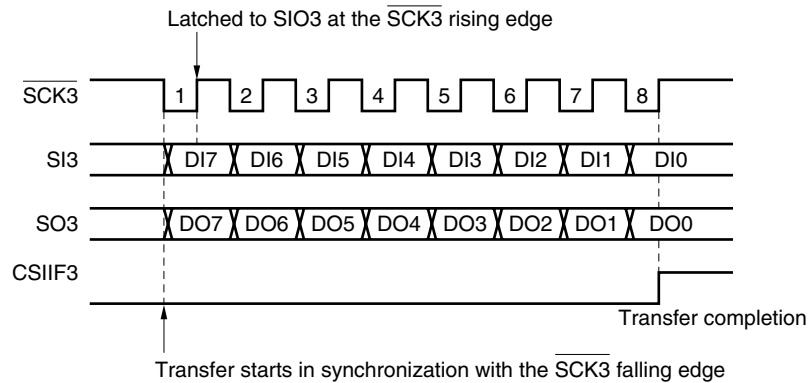 Latched to SIO3 at the SCK3 rising edge
SCK3 1 2 3 4 5 6 7 8
SI3 DI7 DI6 DI5 DI4 DI3 DI2 DI1 DI0
SO3 DO7 DO6 DO5 DO4 DO3 DO2 DO1 DO0
CSIIF3
Transfer completion
Transfer starts in synchronization with the SCK3 falling edge